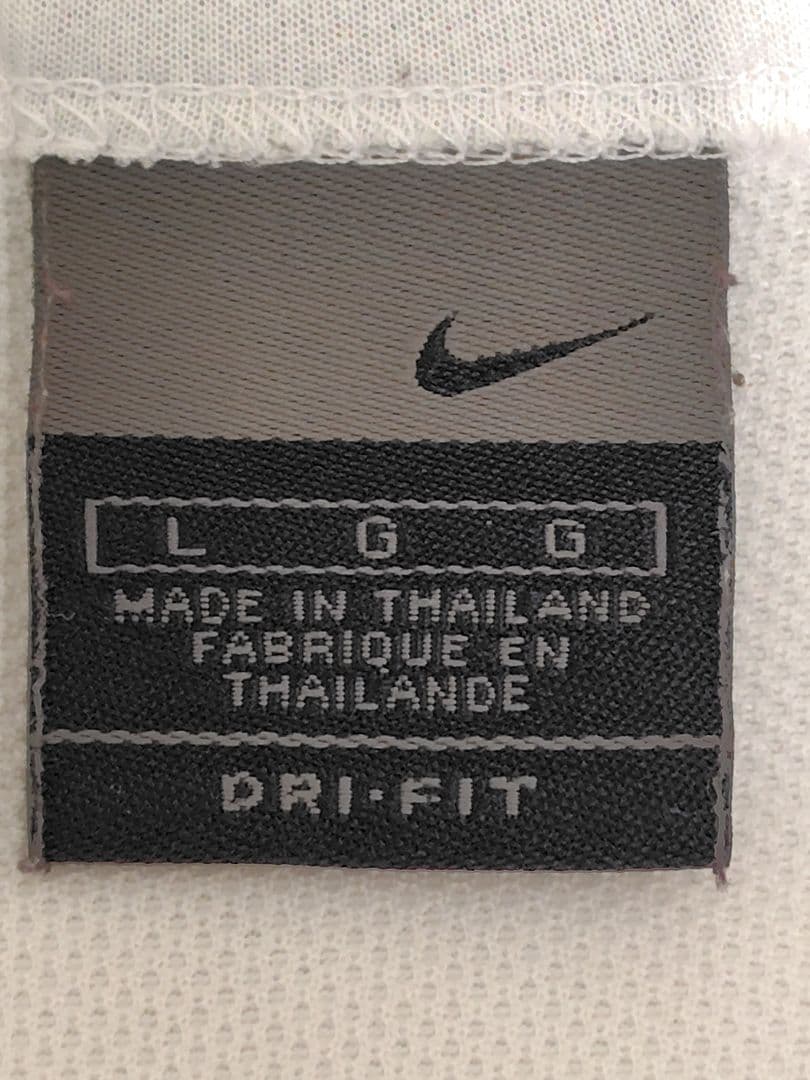 L G G
MADE IN THAILAND
FABRIQUE EN
THAILANDE
DRI·FIT